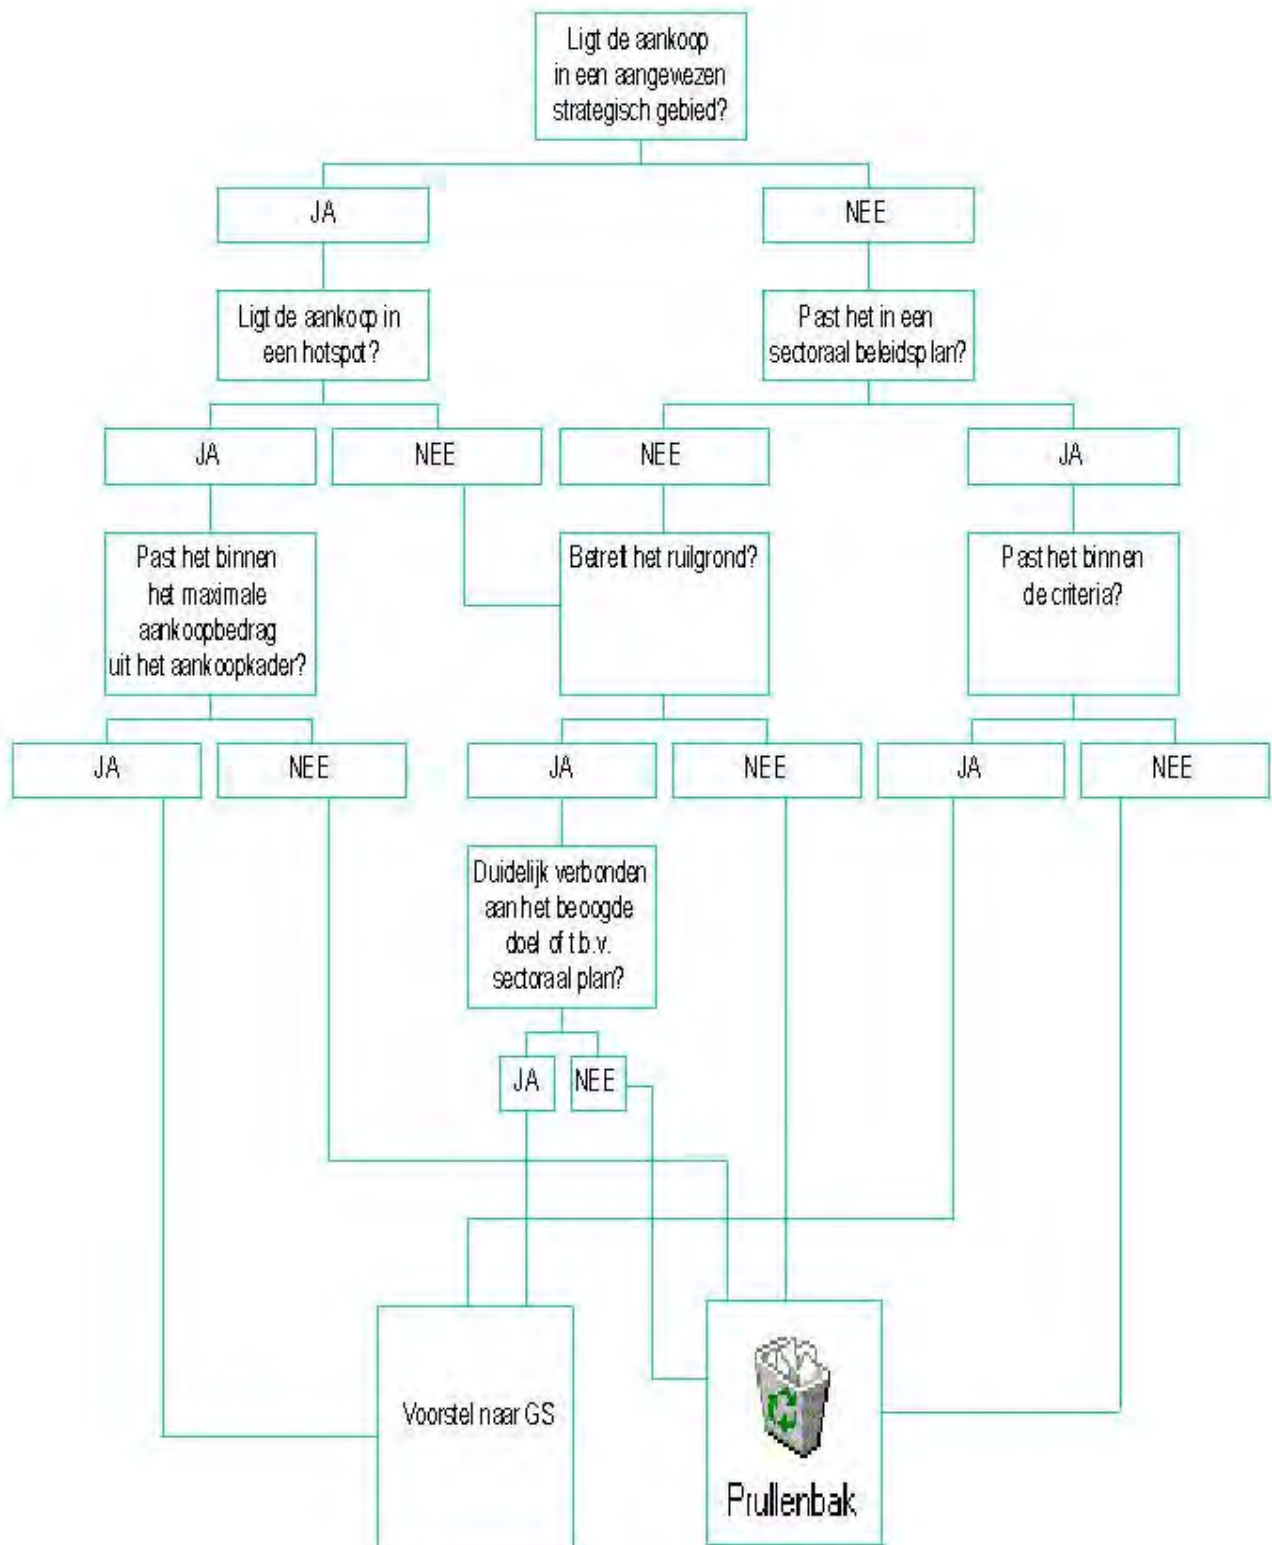 Ligt de aankoop
in een aangewezen
strategisch gebied?
JA
NEE
Ligt de aankoop in
een hotspot?
Past het in een
sectoraal beleidsplan?
JA
NEE
NEE
JA
Past het binnen
het maximale
aankoopbedrag
uit het aankoopkader?
Betreft het ruilgrond?
Past het binnen
de criteria?
JA
NEE
JA
NEE
JA
NEE
Duidelijk verbonden
aan het beoogde
doel of t.b.v.
sectoraal plan?
JA
NEE
Voorstel naar GS
Prullenbak